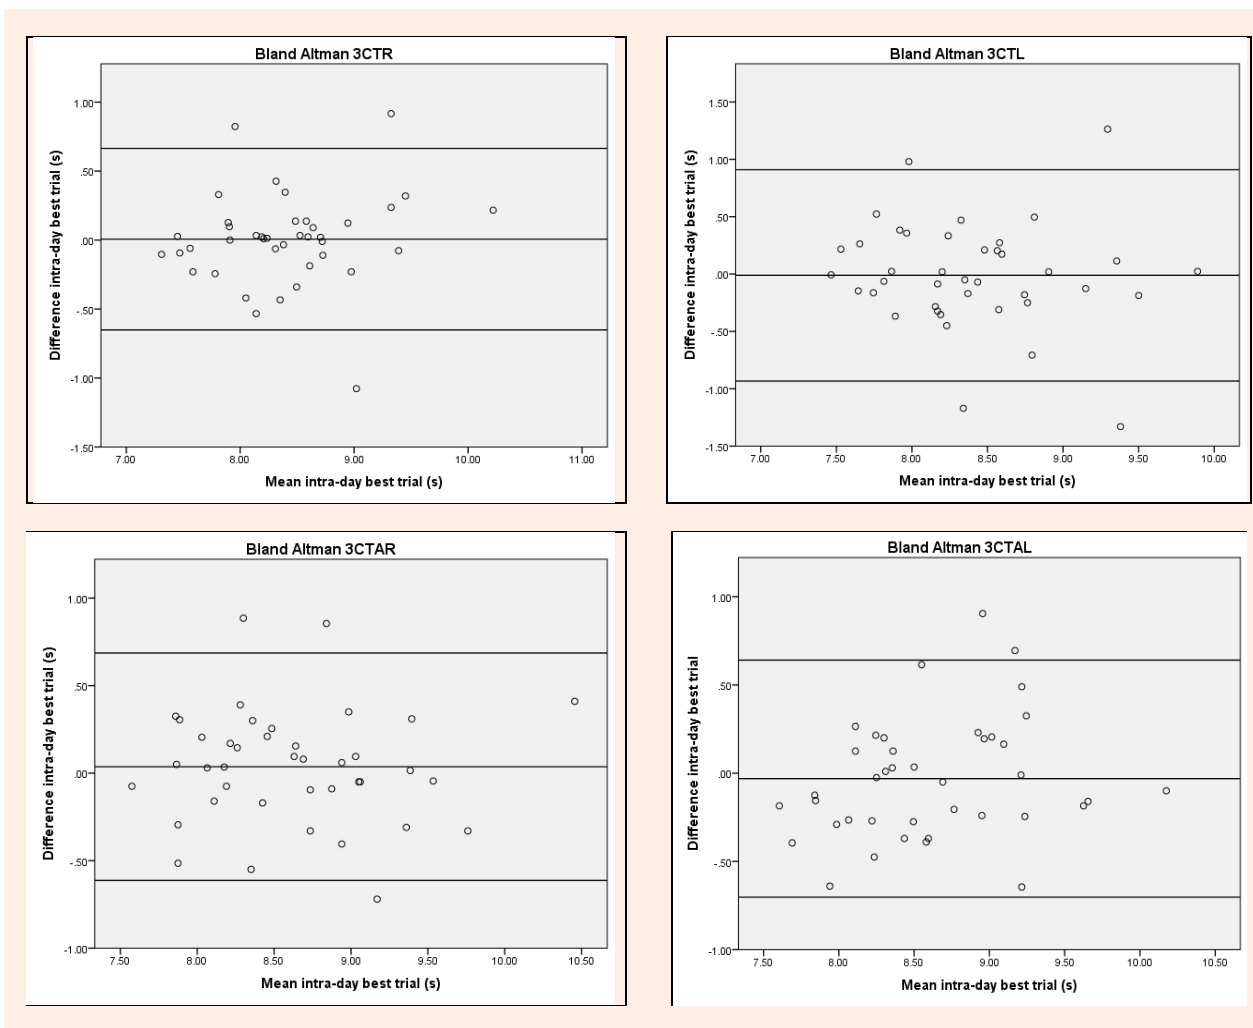 Bland Altman 3CTR
1.00
.50
.00
-.50
-1.00
-1.50
7.00 8.00 9.00 10.00 11.00
Difference intra-day best trial (s)
Mean intra-day best trial (s)
Bland Altman 3CTL
1.50
1.00
.50
.00
-.50
-1.00
-1.50
7.00 7.50 8.00 8.50 9.00 9.50 10.00
Difference intra-day best trial (s)
Mean intra-day best trial (s)
Bland Altman 3CTAR
1.00
.50
.00
-.50
-1.00
7.50 8.00 8.50 9.00 9.50 10.00 10.50
Difference intra-day best trial (s)
Mean intra-day best trial (s)
Bland Altman 3CTAL
1.00
.50
.00
-.50
-1.00
7.50 8.00 8.50 9.00 9.50 10.00 10.50
Difference intra-day best trial
Mean intra-day best trial (s)